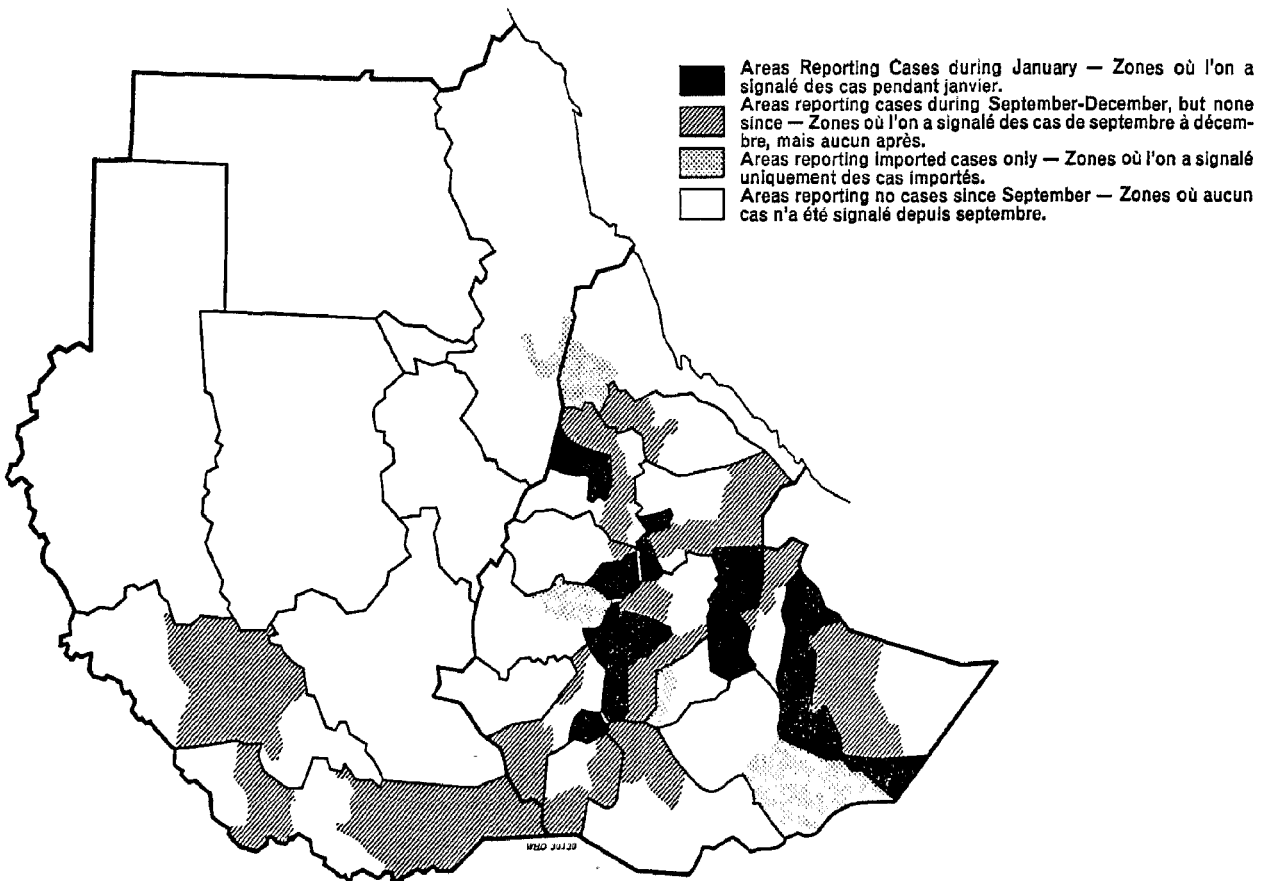 Areas Reporting Cases during January — Zones où l'on a
signalé des cas pendant janvier.
Areas reporting cases during September-December, but none
since — Zones où l'on a signalé des cas de septembre à décem-
bre, mais aucun après.
Areas reporting imported cases only — Zones où l'on a signalé
uniquement des cas importés.
Areas reporting no cases since September — Zones où aucun
cas n'a été signalé depuis septembre.